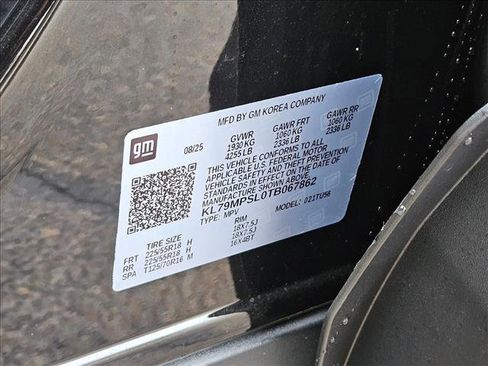 gm
MFD BY GM KOREA COMPANY
08/25
GVWR GAWR FRT GAWR RR
1930 KG 1060 KG 1060 KG
4255 LB 2336 LB 2336 LB
THIS VEHICLE CONFORMS TO ALL
APPLICABLE U.S. FEDERAL MOTOR
VEHICLE SAFETY AND THEFT PREVENTION
STANDARDS IN EFFECT ON THE DATE OF
MANUFACTURE SHOWN ABOVE.
KL79MPSL0TB067862
TYPE: MPV MODEL: 021TU56
TIRE SIZE RIM
FRT 225/55R18 H 18X7.5J
RR 225/55R18 H 18X7.5J
SPA T125/70R16 M 16X4BT